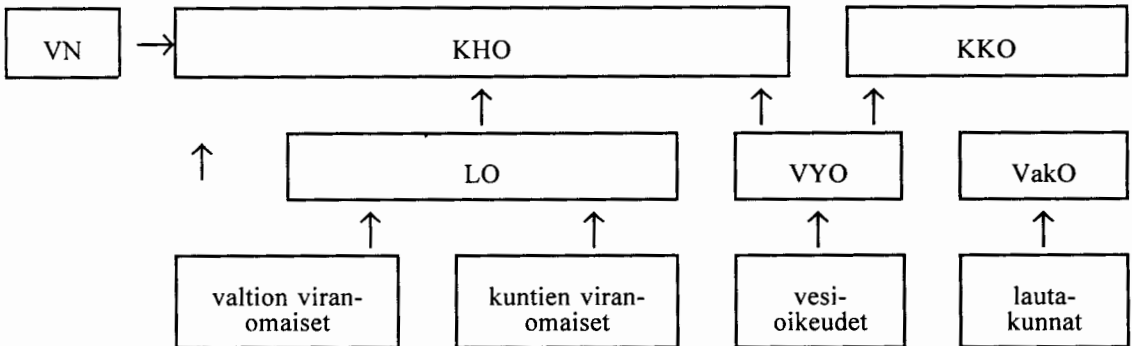 VN
KHO
KKO
LO
VYO
VakO
valtion viran-
omaiset
kuntien viran-
omaiset
vesi-
oikeudet
lauta-
kunnat